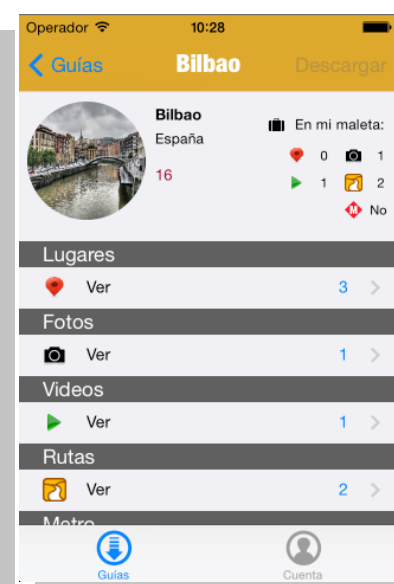 Operador 10:28
Guías Bilbao Descargar
Bilbao
España
16
En mi maleta:
0 1
1 2
M No
Lugares
Ver 3
Fotos
Ver 1
Videos
Ver 1
Rutas
Ver 2
Metro
Guías Cuenta